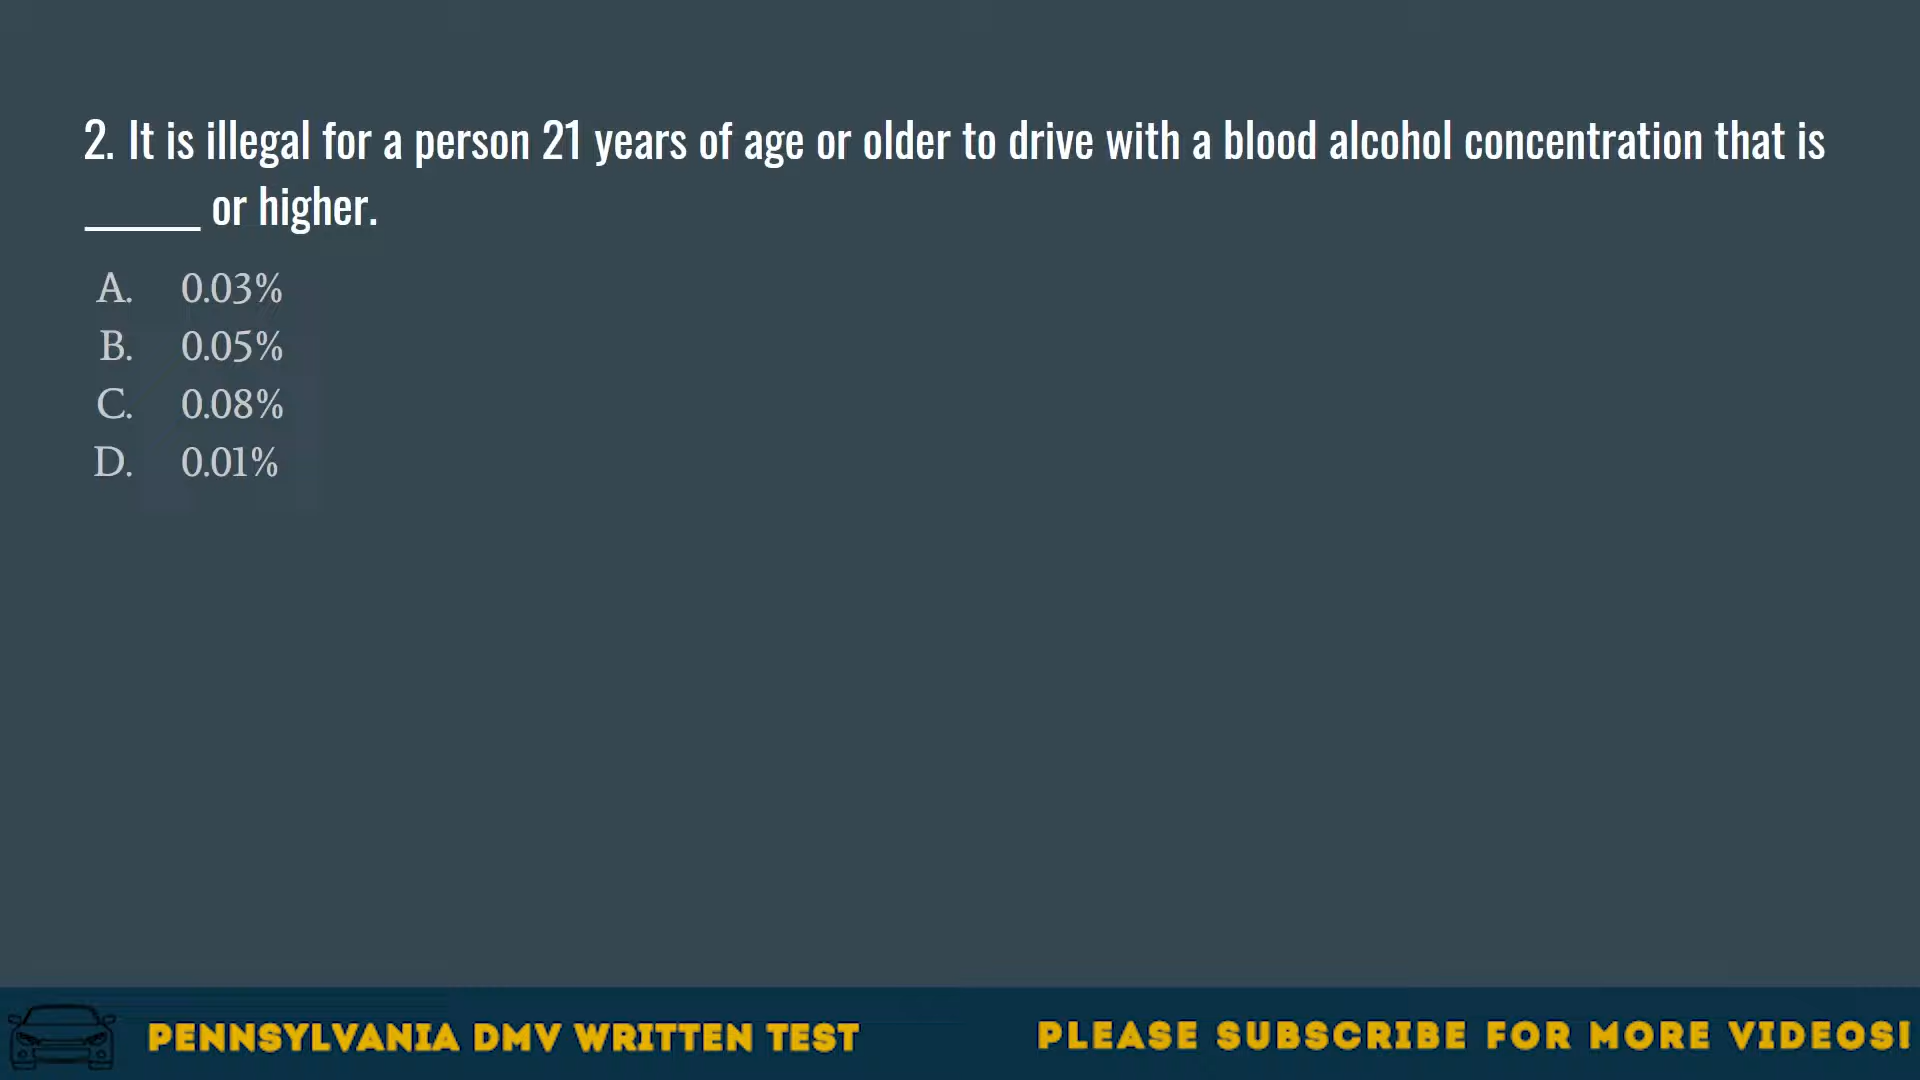 2. It is illegal for a person 21 years of age or older to drive with a blood alcohol concentration that is
______ or higher.
A. 0.03%
B. 0.05%
C. 0.08%
D. 0.01%
PENNSYLVANIA DMV WRITTEN TEST
PLEASE SUBSCRIBE FOR MORE VIDEOS!